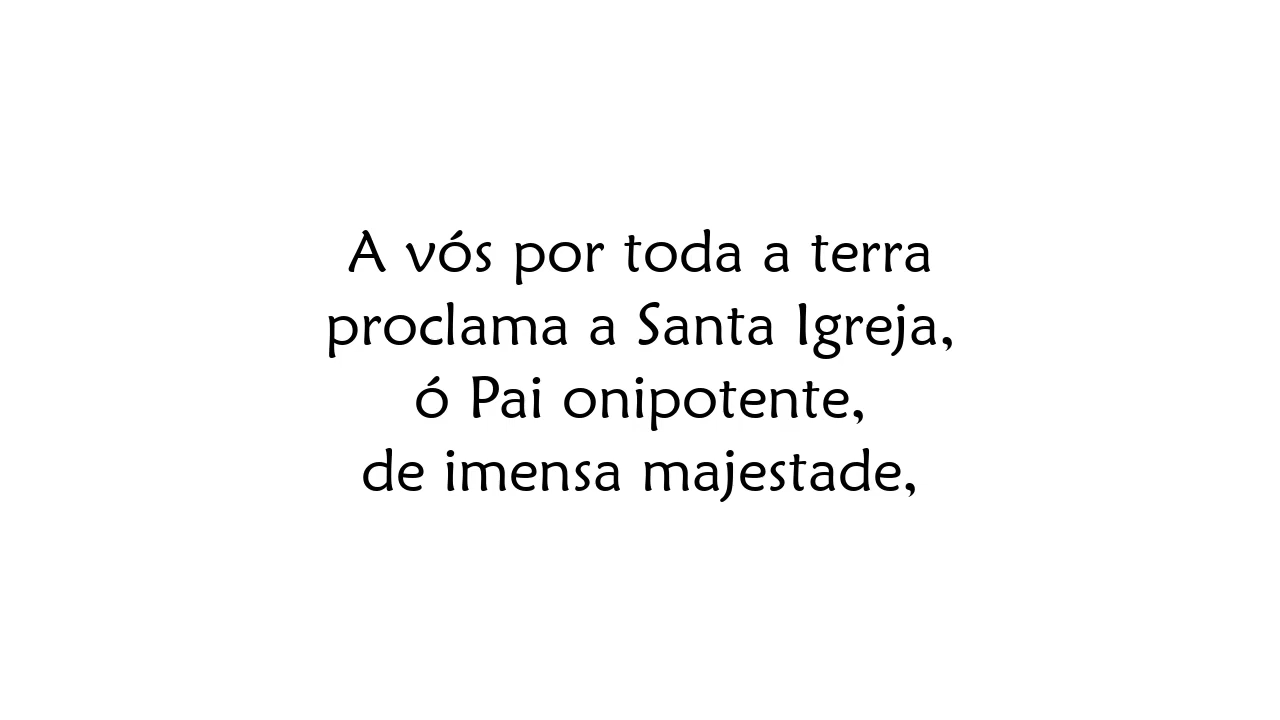 A vós por toda a terra
proclama a Santa Igreja,
ó Pai onipotente,
de imensa majestade,